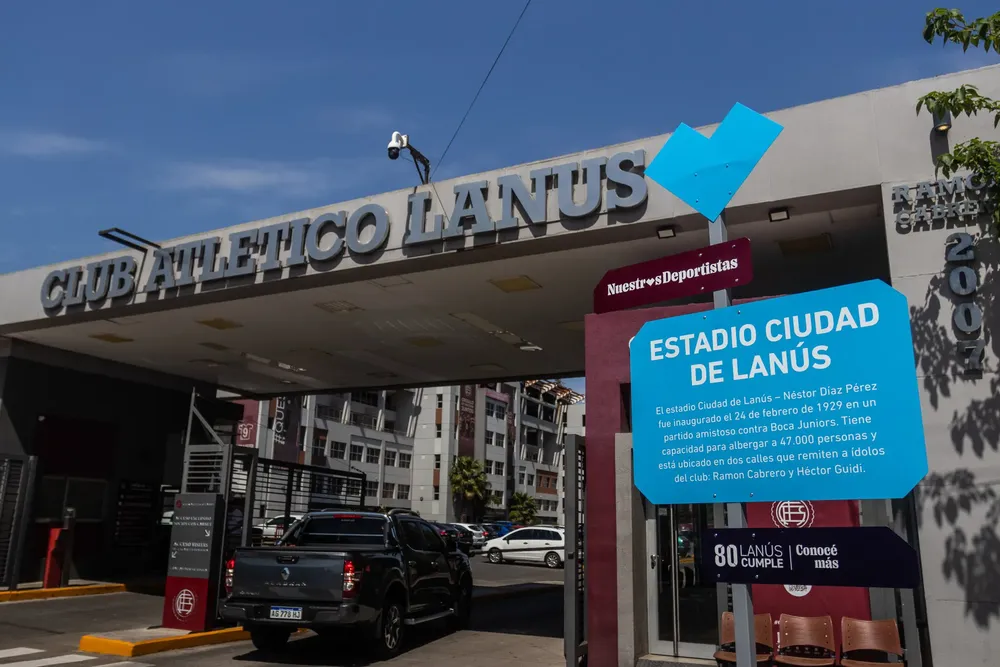 CLUB ATLETICO LANUS
RAMON
CABRERO
2007
Nuestr♥s Deportistas
ESTADIO CIUDAD
DE LANÚS
El estadio Ciudad de Lanús – Néstor Díaz Pérez
fue inaugurado el 24 de febrero de 1929 en un
partido amistoso contra Boca Juniors. Tiene
capacidad para albergar a 47.000 personas y
está ubicado en dos calles que remiten a ídolos
del club: Ramon Cabrero y Héctor Guidi.
80 LANÚS
CUMPLE
Conocé
más